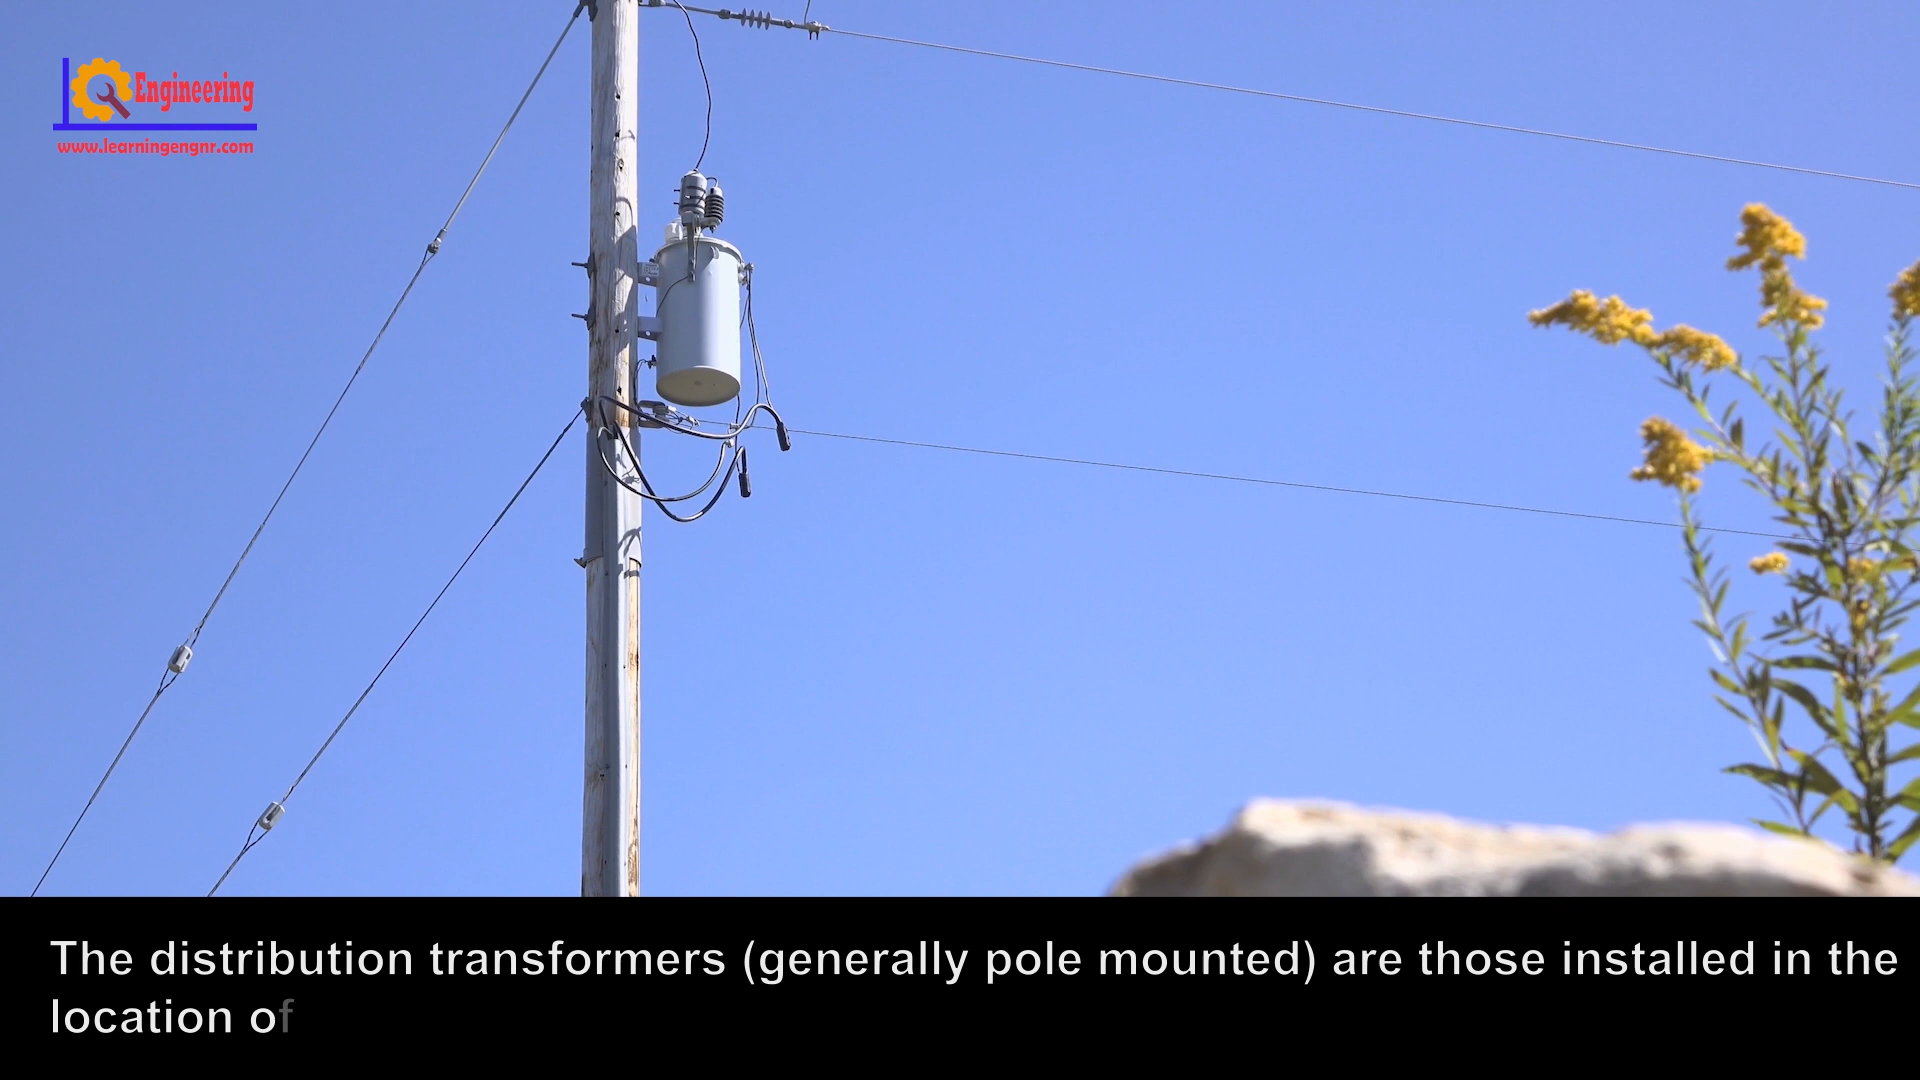 Engineering
www.learningengnr.com
The distribution transformers (generally pole mounted) are those installed in the
location of